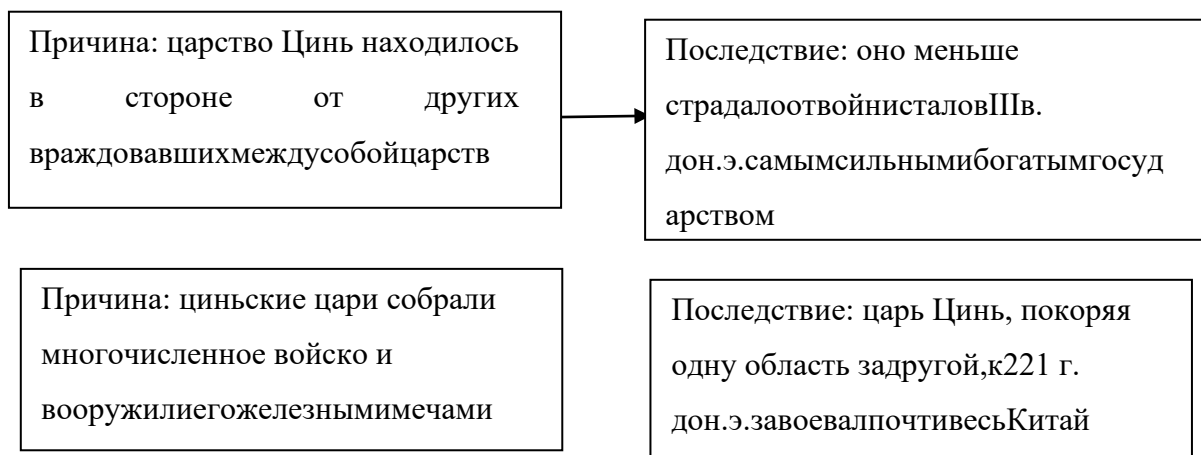 Причина: царство Цинь находилось
в стороне от других
враждовавшихмеждусобойцарств
Последствие: оно меньше
страдалоотвойнисталовIIIв.
дон.э.самымсильнымибогатымгосуд
арством
Причина: циньские цари собрали
многочисленное войско и
вооружилиегожелезнымимечами
Последствие: царь Цинь, покоряя
одну область задругой,к221 г.
дон.э.завоевалпочтивесьКитай